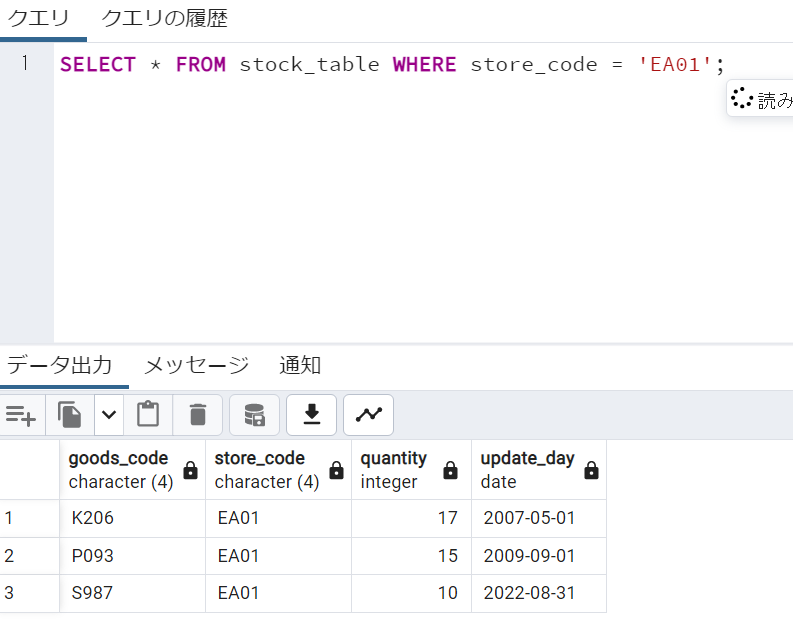 クエリ クエリの履歴
1 SELECT * FROM stock_table WHERE store_code = 'EA01';
読み
データ出力 メッセージ 通知
goods_code store_code quantity update_day
character (4) character (4) integer date
1 K206 EA01 17 2007-05-01
2 P093 EA01 15 2009-09-01
3 S987 EA01 10 2022-08-31